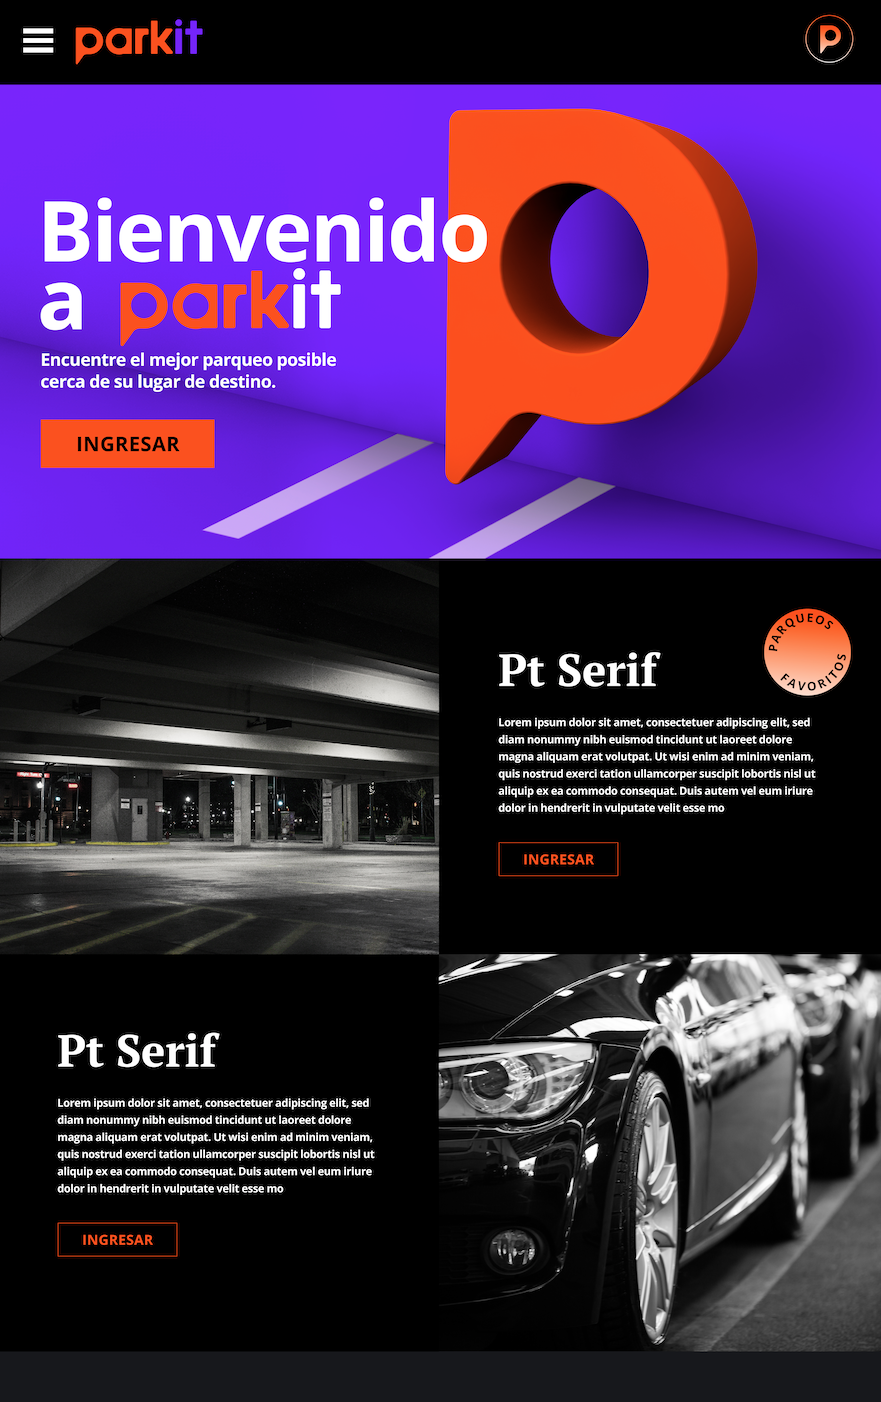 parkit
P
Bienvenido
a parkit
Encuentre el mejor parqueo posible
cerca de su lugar de destino.
INGRESAR
PARQUEOS
FAVORITOS
Pt Serif
Lorem ipsum dolor sit amet, consectetuer adipiscing elit, sed
diam nonummy nibh euismod tincidunt ut laoreet dolore
magna aliquam erat volutpat. Ut wisi enim ad minim veniam,
quis nostrud exerci tation ullamcorper suscipit lobortis nisl ut
aliquip ex ea commodo consequat. Duis autem vel eum iriure
dolor in hendrerit in vulputate velit esse mo
INGRESAR
Pt Serif
Lorem ipsum dolor sit amet, consectetuer adipiscing elit, sed
diam nonummy nibh euismod tincidunt ut laoreet dolore
magna aliquam erat volutpat. Ut wisi enim ad minim veniam,
quis nostrud exerci tation ullamcorper suscipit lobortis nisl ut
aliquip ex ea commodo consequat. Duis autem vel eum iriure
dolor in hendrerit in vulputate velit esse mo
INGRESAR